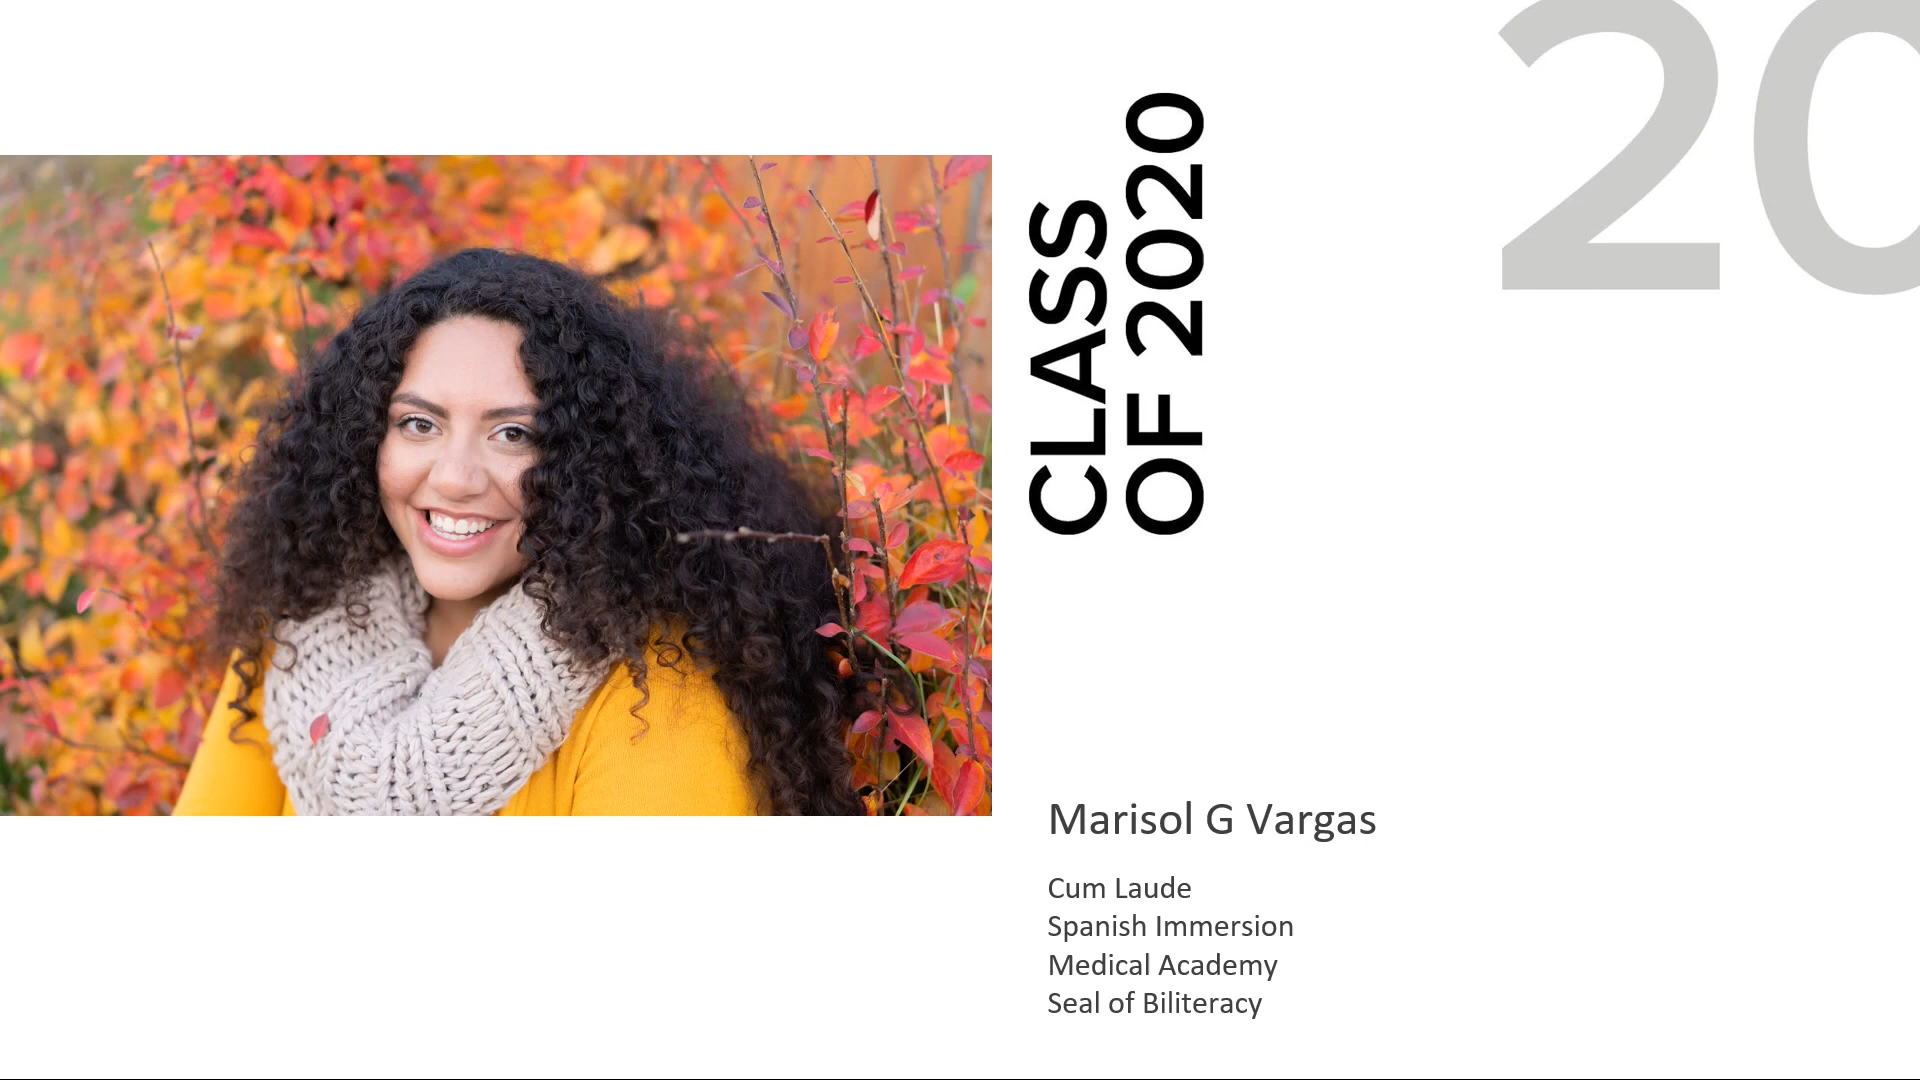 20
CLASS
OF 2020
Marisol G Vargas
Cum Laude
Spanish Immersion
Medical Academy
Seal of Biliteracy